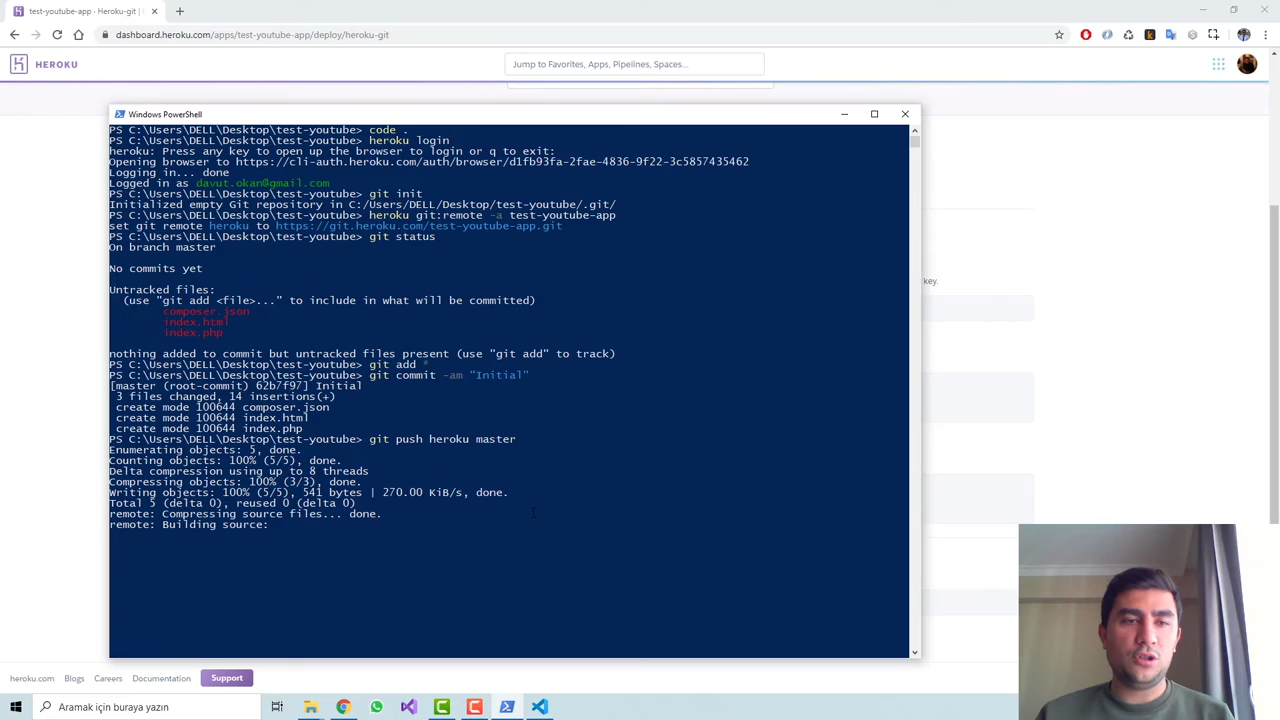 test-youtube-app · Heroku-git |
dashboard.heroku.com/apps/test-youtube-app/deploy/heroku-git
HEROKU
Jump to Favorites, Apps, Pipelines, Spaces...
Windows PowerShell
PS C:\Users\DELL\Desktop\test-youtube> code .
PS C:\Users\DELL\Desktop\test-youtube> heroku login
heroku: Press any key to open up the browser to login or q to exit:
Opening browser to https://cli-auth.heroku.com/auth/browser/d1fb93fa-2fae-4836-9f22-3c5857435462
Logging in... done
Logged in as davut.okan@gmail.com
PS C:\Users\DELL\Desktop\test-youtube> git init
Initialized empty Git repository in C:/Users/DELL/Desktop/test-youtube/.git/
PS C:\Users\DELL\Desktop\test-youtube> heroku git:remote -a test-youtube-app
set git remote heroku to https://git.heroku.com/test-youtube-app.git
PS C:\Users\DELL\Desktop\test-youtube> git status
On branch master
No commits yet
Untracked files:
(use "git add <file>..." to include in what will be committed)
composer.json
index.html
index.php
nothing added to commit but untracked files present (use "git add" to track)
PS C:\Users\DELL\Desktop\test-youtube> git add *
PS C:\Users\DELL\Desktop\test-youtube> git commit -am "Initial"
[master (root-commit) 62b7f97] Initial
3 files changed, 14 insertions(+)
create mode 100644 composer.json
create mode 100644 index.html
create mode 100644 index.php
PS C:\Users\DELL\Desktop\test-youtube> git push heroku master
Enumerating objects: 5, done.
Counting objects: 100% (5/5), done.
Delta compression using up to 8 threads
Compressing objects: 100% (3/3), done.
Writing objects: 100% (5/5), 541 bytes | 270.00 KiB/s, done.
Total 5 (delta 0), reused 0 (delta 0)
remote: Compressing source files... done.
remote: Building source:
key.
heroku.com Blogs Careers Documentation Support
Aramak için buraya yazın